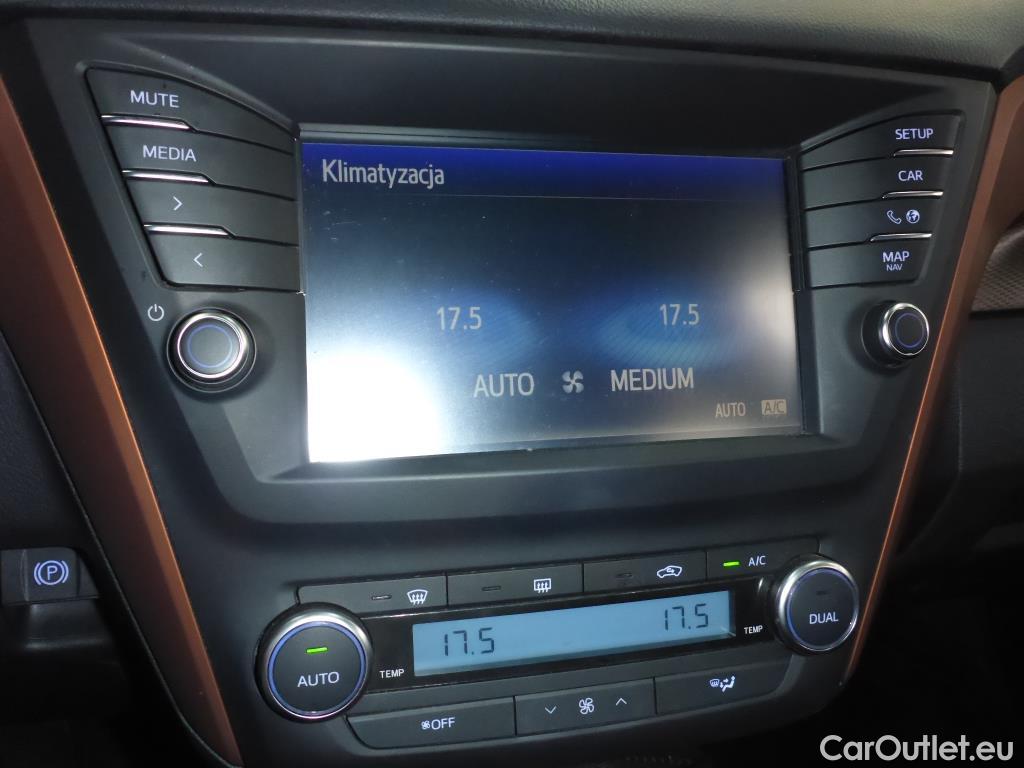 MUTE
MEDIA
SETUP
CAR
MAP
NAV
Klimatyzacja
17.5 17.5
AUTO MEDIUM
AUTO A/C
A/C
17.5 17.5
TEMP TEMP
AUTO
DUAL
OFF
P
CarOutlet.eu